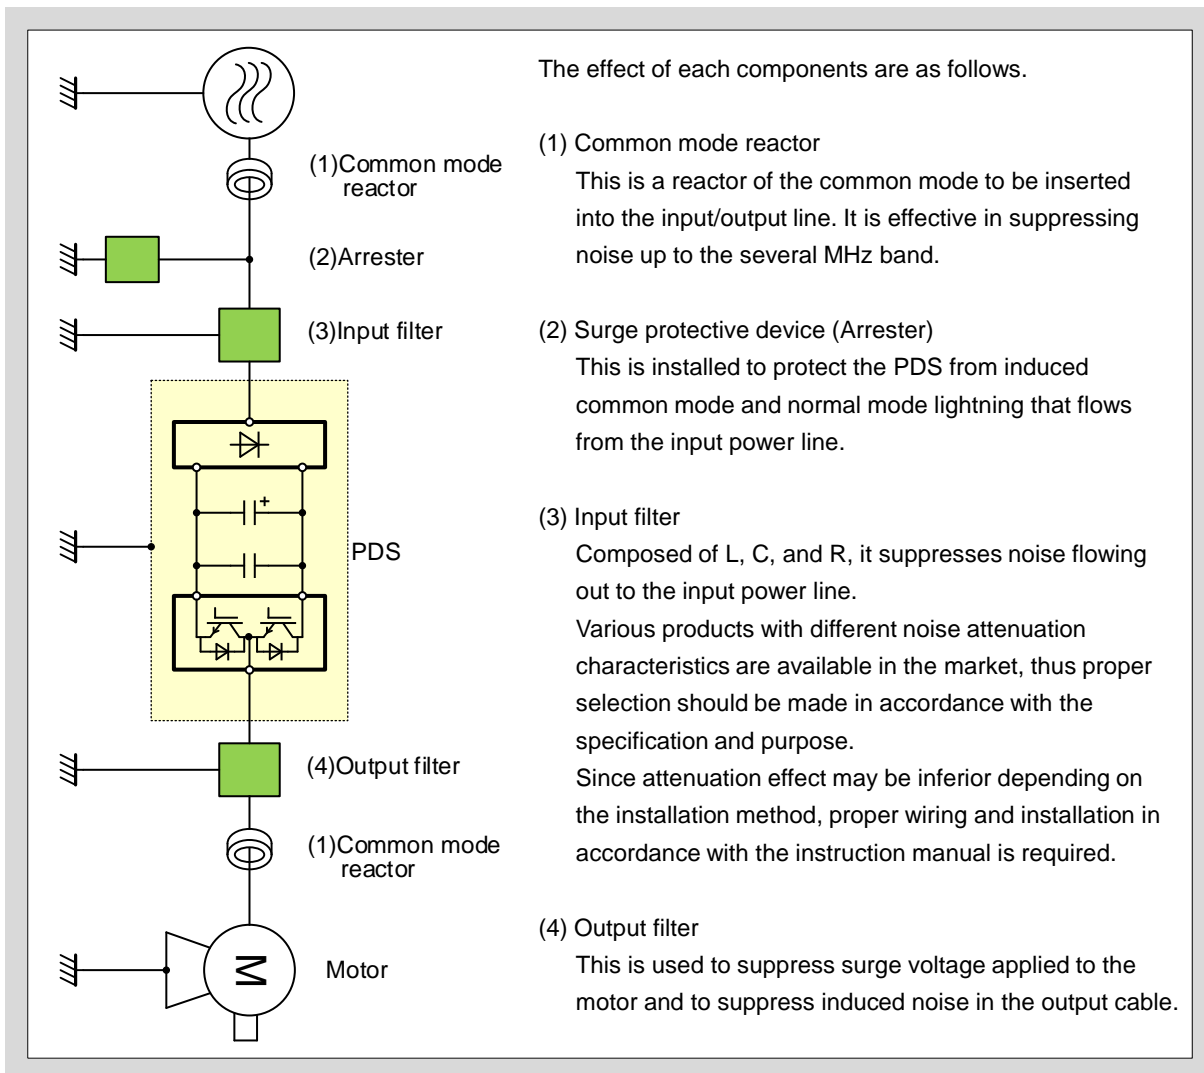 (1)Common mode
reactor
(2)Arrester
(3)Input filter
+
PDS
(4)Output filter
(1)Common mode
reactor
M
Motor
The effect of each components are as follows.
(1) Common mode reactor
This is a reactor of the common mode to be inserted
into the input/output line. It is effective in suppressing
noise up to the several MHz band.
(2) Surge protective device (Arrester)
This is installed to protect the PDS from induced
common mode and normal mode lightning that flows
from the input power line.
(3) Input filter
Composed of L, C, and R, it suppresses noise flowing
out to the input power line.
Various products with different noise attenuation
characteristics are available in the market, thus proper
selection should be made in accordance with the
specification and purpose.
Since attenuation effect may be inferior depending on
the installation method, proper wiring and installation in
accordance with the instruction manual is required.
(4) Output filter
This is used to suppress surge voltage applied to the
motor and to suppress induced noise in the output cable.